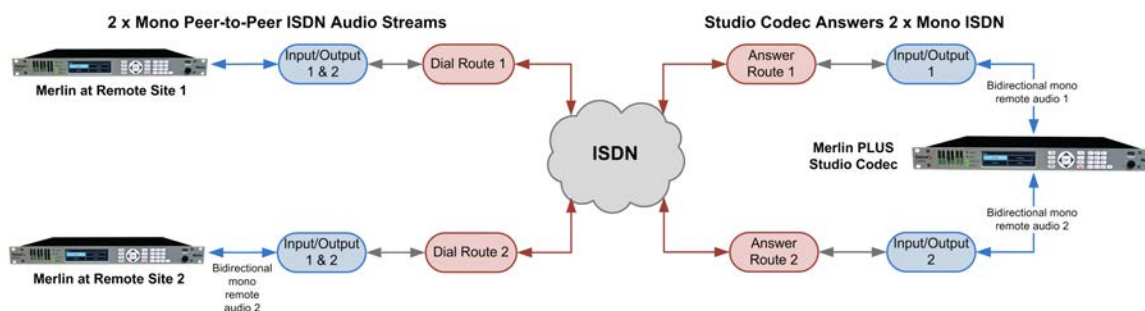 2 x Mono Peer-to-Peer ISDN Audio Streams
Studio Codec Answers 2 x Mono ISDN
Input/Output
1 & 2
Dial Route 1
Answer
Route 1
Input/Output
1
Merlin at Remote Site 1
Bidirectional mono
remote audio 1
ISDN
Merlin PLUS
Studio Codec
Bidirectional mono
remote audio 2
Input/Output
1 & 2
Dial Route 2
Answer
Route 2
Input/Output
2
Merlin at Remote Site 2
Bidirectional
mono
remote
audio 2